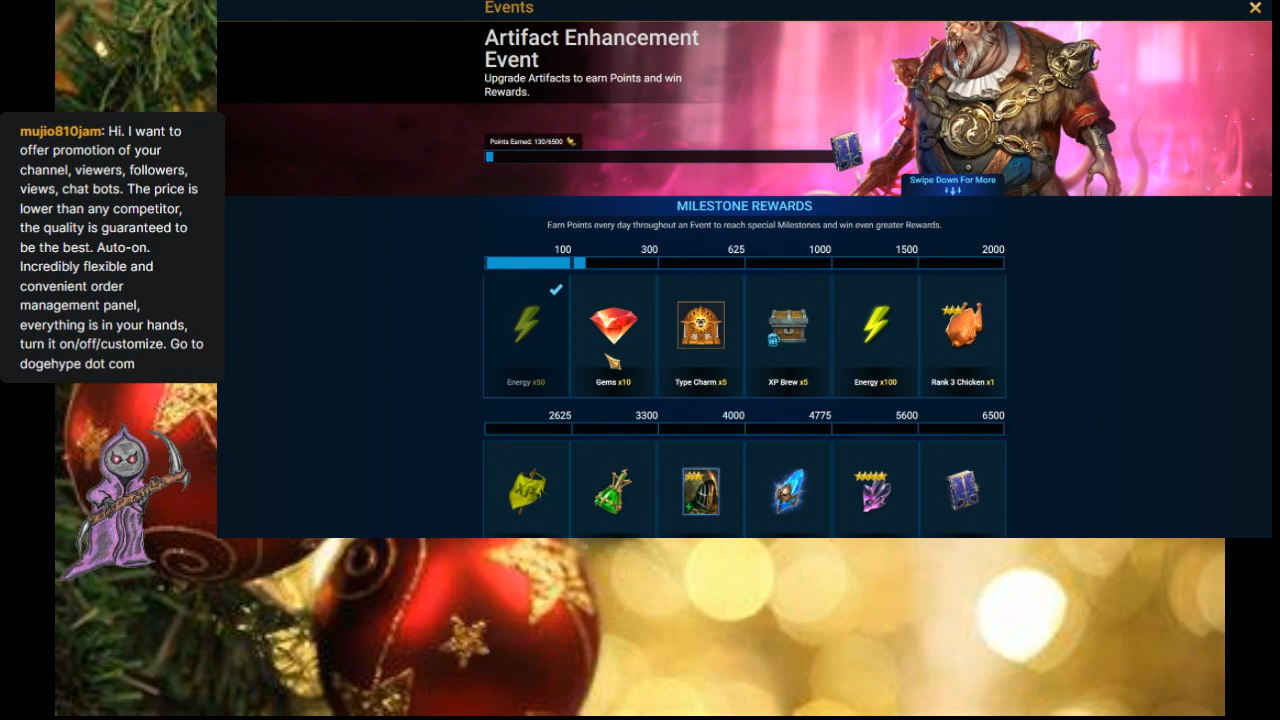 Events
Artifact Enhancement
Event
Upgrade Artifacts to earn Points and win
Rewards.
mujio810jam: Hi. I want to
offer promotion of your
channel, viewers, followers,
views, chat bots. The price is
lower than any competitor,
the quality is guaranteed to
be the best. Auto-on.
Incredibly flexible and
convenient order
management panel,
everything is in your hands,
turn it on/off/customize. Go to
dogehype dot com
Points Earned: 130/6500
Swipe Down For More
MILESTONE REWARDS
Earn Points every day throughout an Event to reach special Milestones and win even greater Rewards.
100 300 625 1000 1500 2000
Energy x50 Gems x10 Type Charm x5 XP Brew x5 Energy x100 Rank 3 Chicken x1
2625 3300 4000 4775 5600 6500
XP